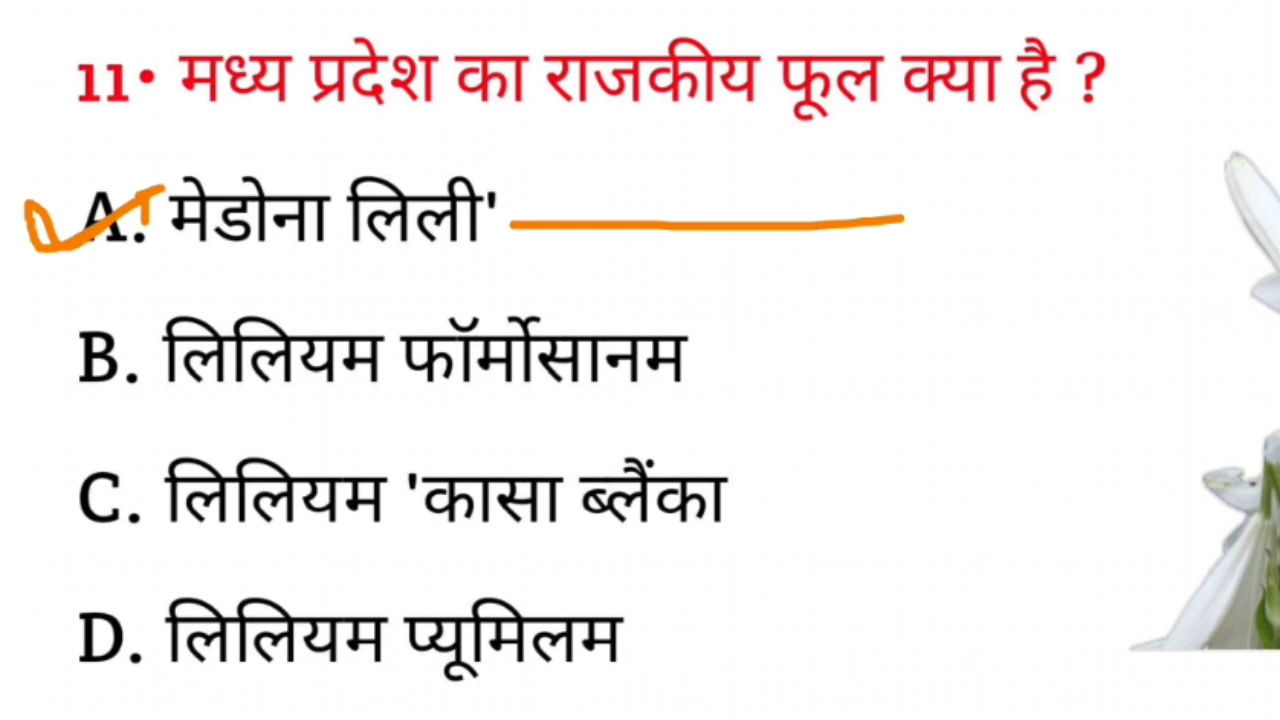 11• मध्य प्रदेश का राजकीय फूल क्या है ?
A. मेडोना लिली'
B. लिलियम फॉर्मोसानम
C. लिलियम 'कासा ब्लैंका
D. लिलियम प्यूमिलम